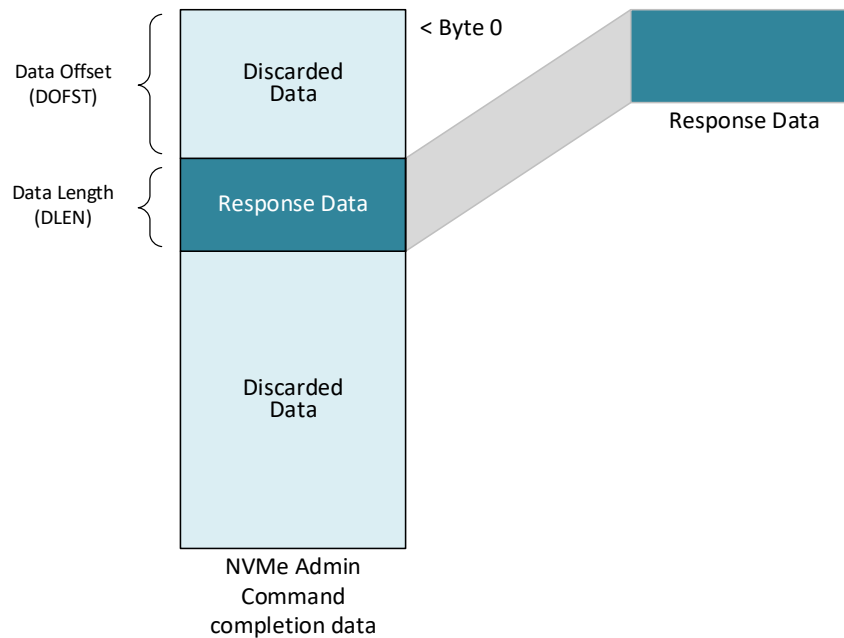 < Byte 0
Data Offset
(DOFST)
Discarded
Data
Response Data
Data Length
(DLEN)
Response Data
Discarded
Data
NVMe Admin
Command
completion data